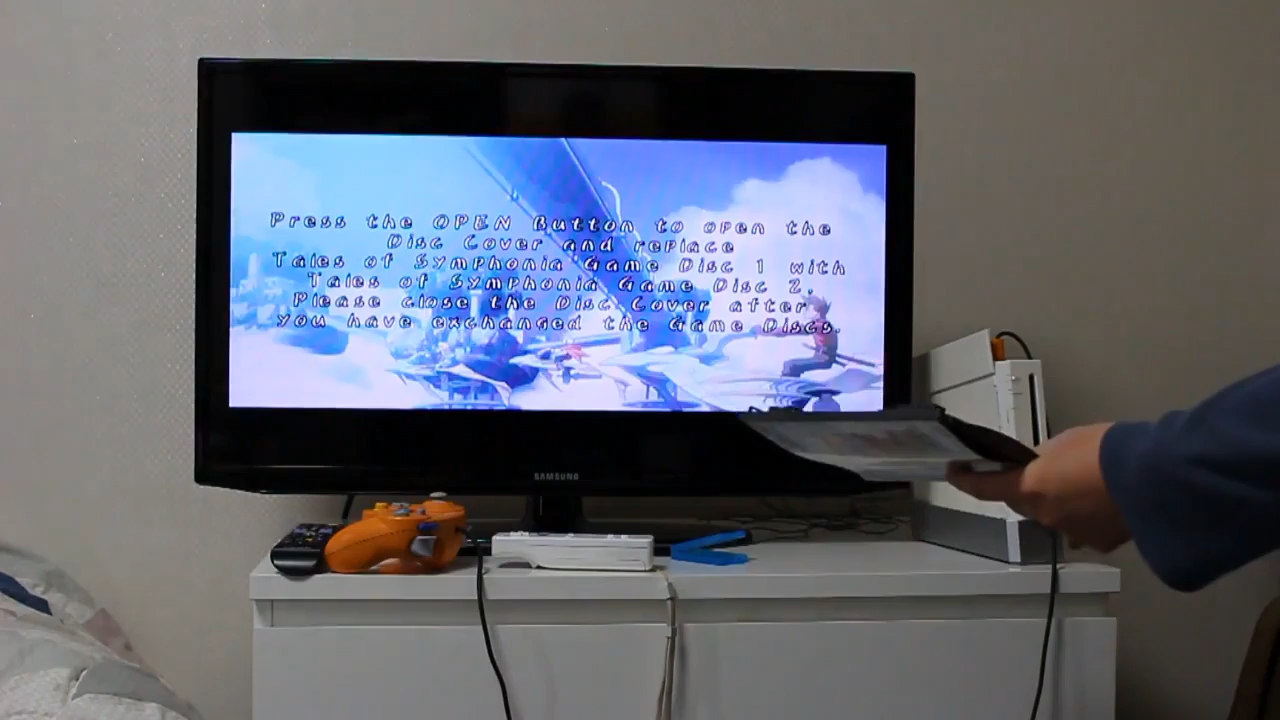 Press the OPEN Button to open the
Disc Cover and replace
Tales of Symphonia Game Disc 1 with
Tales of Symphonia Game Disc 2.
Please close the Disc Cover after
you have exchanged the Game Discs.
SAMSUNG